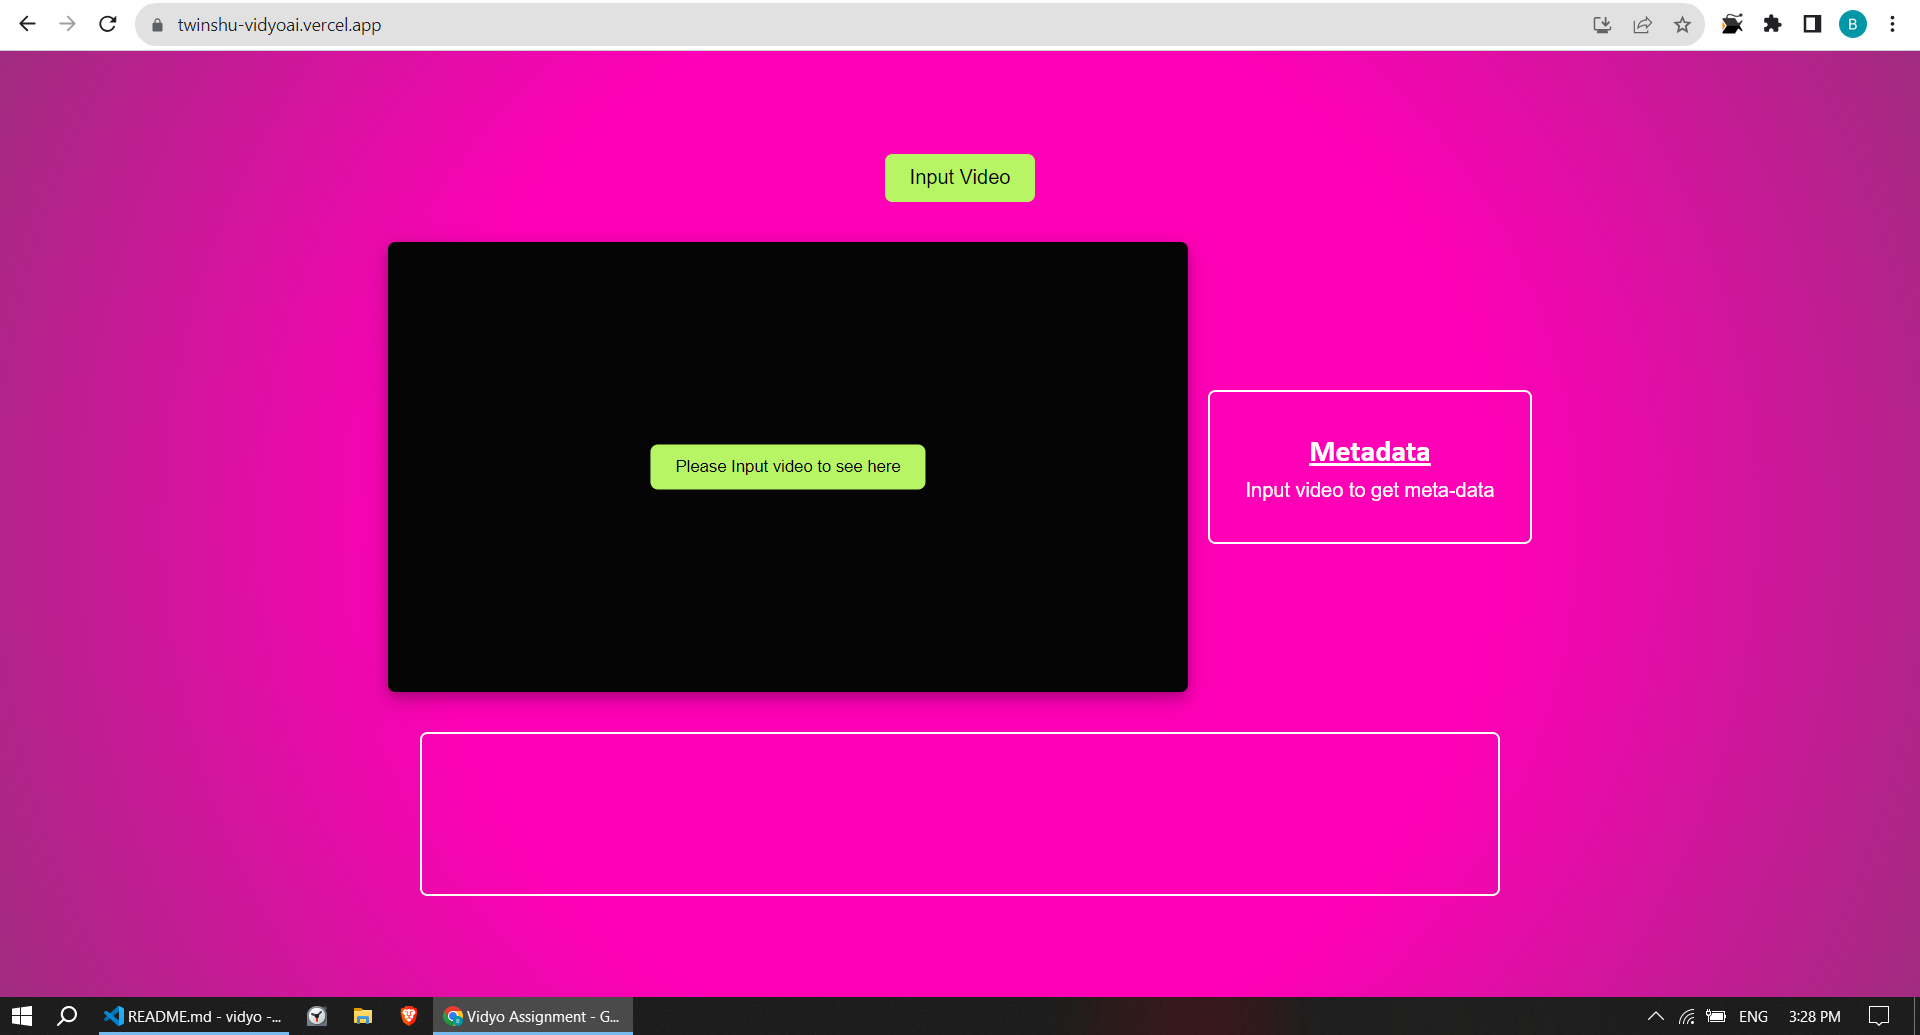 twinshu-vidyoai.vercel.app
B
Input Video
Please Input video to see here
Metadata
Input video to get meta-data
README.md - vidyo -...
Vidyo Assignment - G...
ENG
3:28 PM